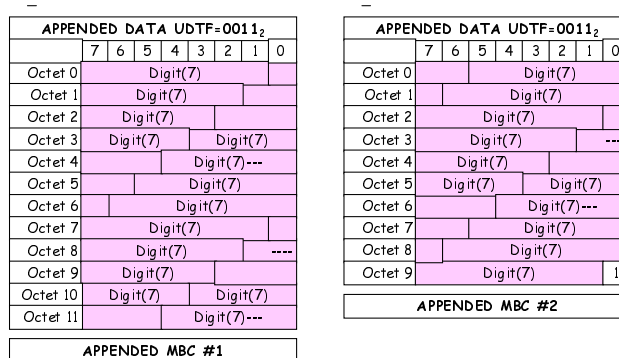 APPENDED DATA UDTF=0011₂
7 6 5 4 3 2 1 0
Octet 0 Digit(7)
Octet 1 Digit(7)
Octet 2 Digit(7)
Octet 3 Digit(7) Digit(7)
Octet 4 Digit(7)---
Octet 5 Digit(7)
Octet 6 Digit(7)
Octet 7 Digit(7)
Octet 8 Digit(7) ----
Octet 9 Digit(7)
Octet 10 Digit(7) Digit(7)
Octet 11 Digit(7)---
APPENDED MBC #1
APPENDED DATA UDTF=0011₂
7 6 5 4 3 2 1 0
Octet 0 Digit(7)
Octet 1 Digit(7)
Octet 2 Digit(7)
Octet 3 Digit(7) ---
Octet 4 Digit(7)
Octet 5 Digit(7) Digit(7)
Octet 6 Digit(7)---
Octet 7 Digit(7)
Octet 8 Digit(7)
Octet 9 Digit(7) 1
APPENDED MBC #2